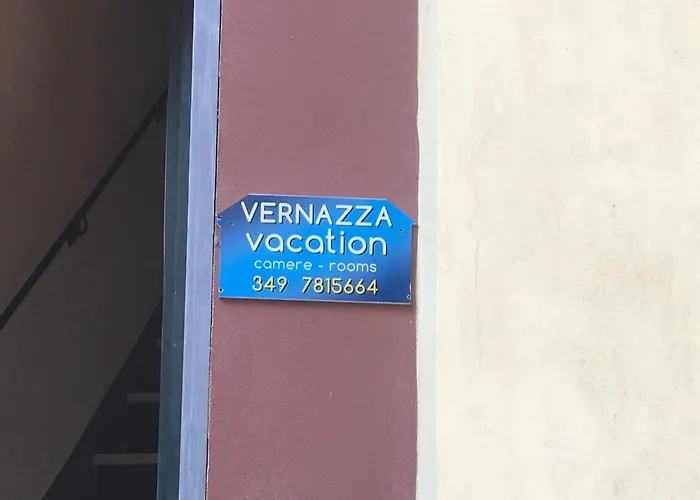 VERNAZZA
vacation
camere - rooms
349 7815664